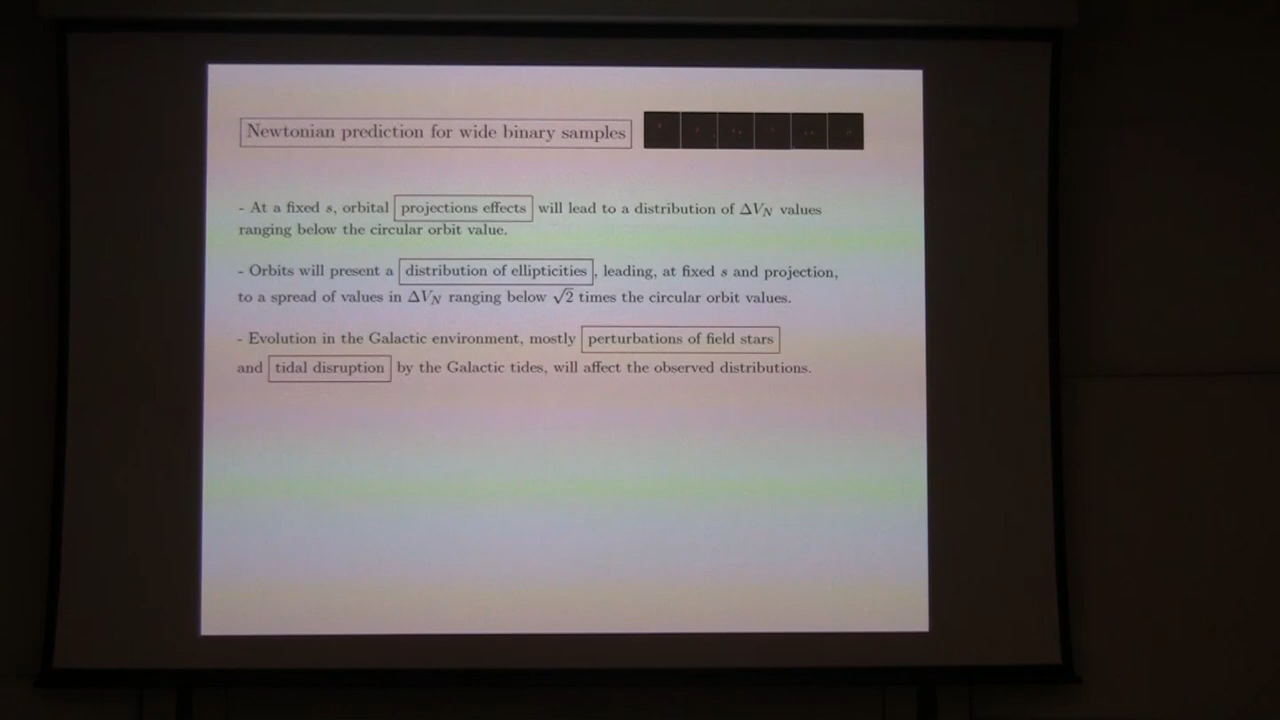 Newtonian prediction for wide binary samples
- At a fixed s, orbital projections effects will lead to a distribution of ΔV_N values
ranging below the circular orbit value.
- Orbits will present a distribution of ellipticities, leading, at fixed s and projection,
to a spread of values in ΔV_N ranging below √2 times the circular orbit values.
- Evolution in the Galactic environment, mostly perturbations of field stars
and tidal disruption by the Galactic tides, will affect the observed distributions.